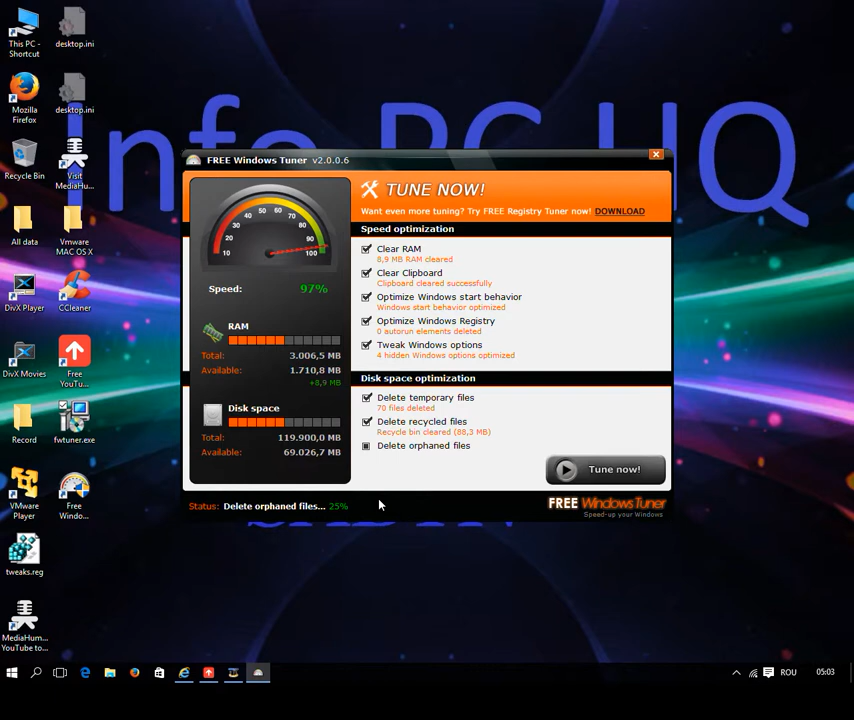 This PC -
Shortcut
desktop.ini
Mozilla
Firefox
desktop.ini
Recycle Bin
Visit
MediaHu...
All data
Vmware
MAC OS X
DivX Player
CCleaner
DivX Movies
Free
YouTu...
Record
fwtuner.exe
VMware
Player
Free
Windo...
tweaks.reg
MediaHum...
YouTube to...
Info PC HQ
FREE Windows Tuner v2.0.0.6
TUNE NOW!
Want even more tuning? Try FREE Registry Tuner now! DOWNLOAD
10 20 30 40 50 60 70 80 90 100
Speed: 97%
RAM
Total: 3.006,5 MB
Available: 1.710,8 MB
+8,9 MB
Disk space
Total: 119.900,0 MB
Available: 69.026,7 MB
Speed optimization
Clear RAM
8,9 MB RAM cleared
Clear Clipboard
Clipboard cleared successfully
Optimize Windows start behavior
Windows start behavior optimized
Optimize Windows Registry
0 autorun elements deleted
Tweak Windows options
4 hidden Windows options optimized
Disk space optimization
Delete temporary files
70 files deleted
Delete recycled files
Recycle bin cleared (88,3 MB)
Delete orphaned files
Tune now!
Status: Delete orphaned files... 25%
FREE WindowsTuner
Speed-up your Windows
ROU
05:03